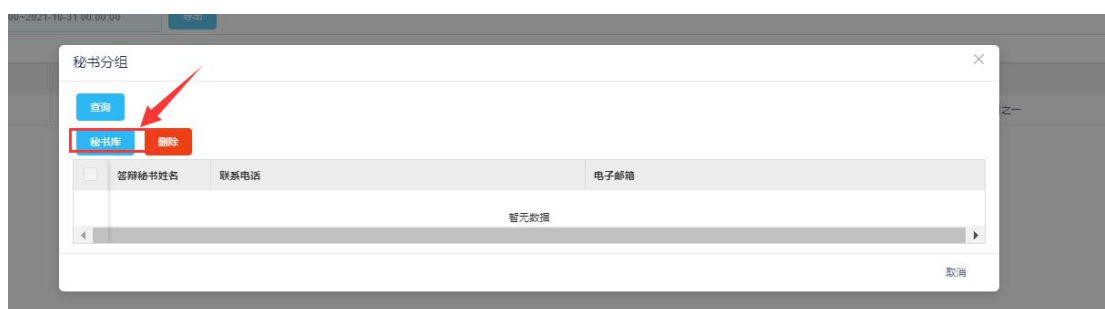 00~2021-10-31 00:00:00 导出
秘书分组
查询
之一
秘书库 删除
答辩秘书姓名 联系电话 电子邮箱
暂无数据
取消